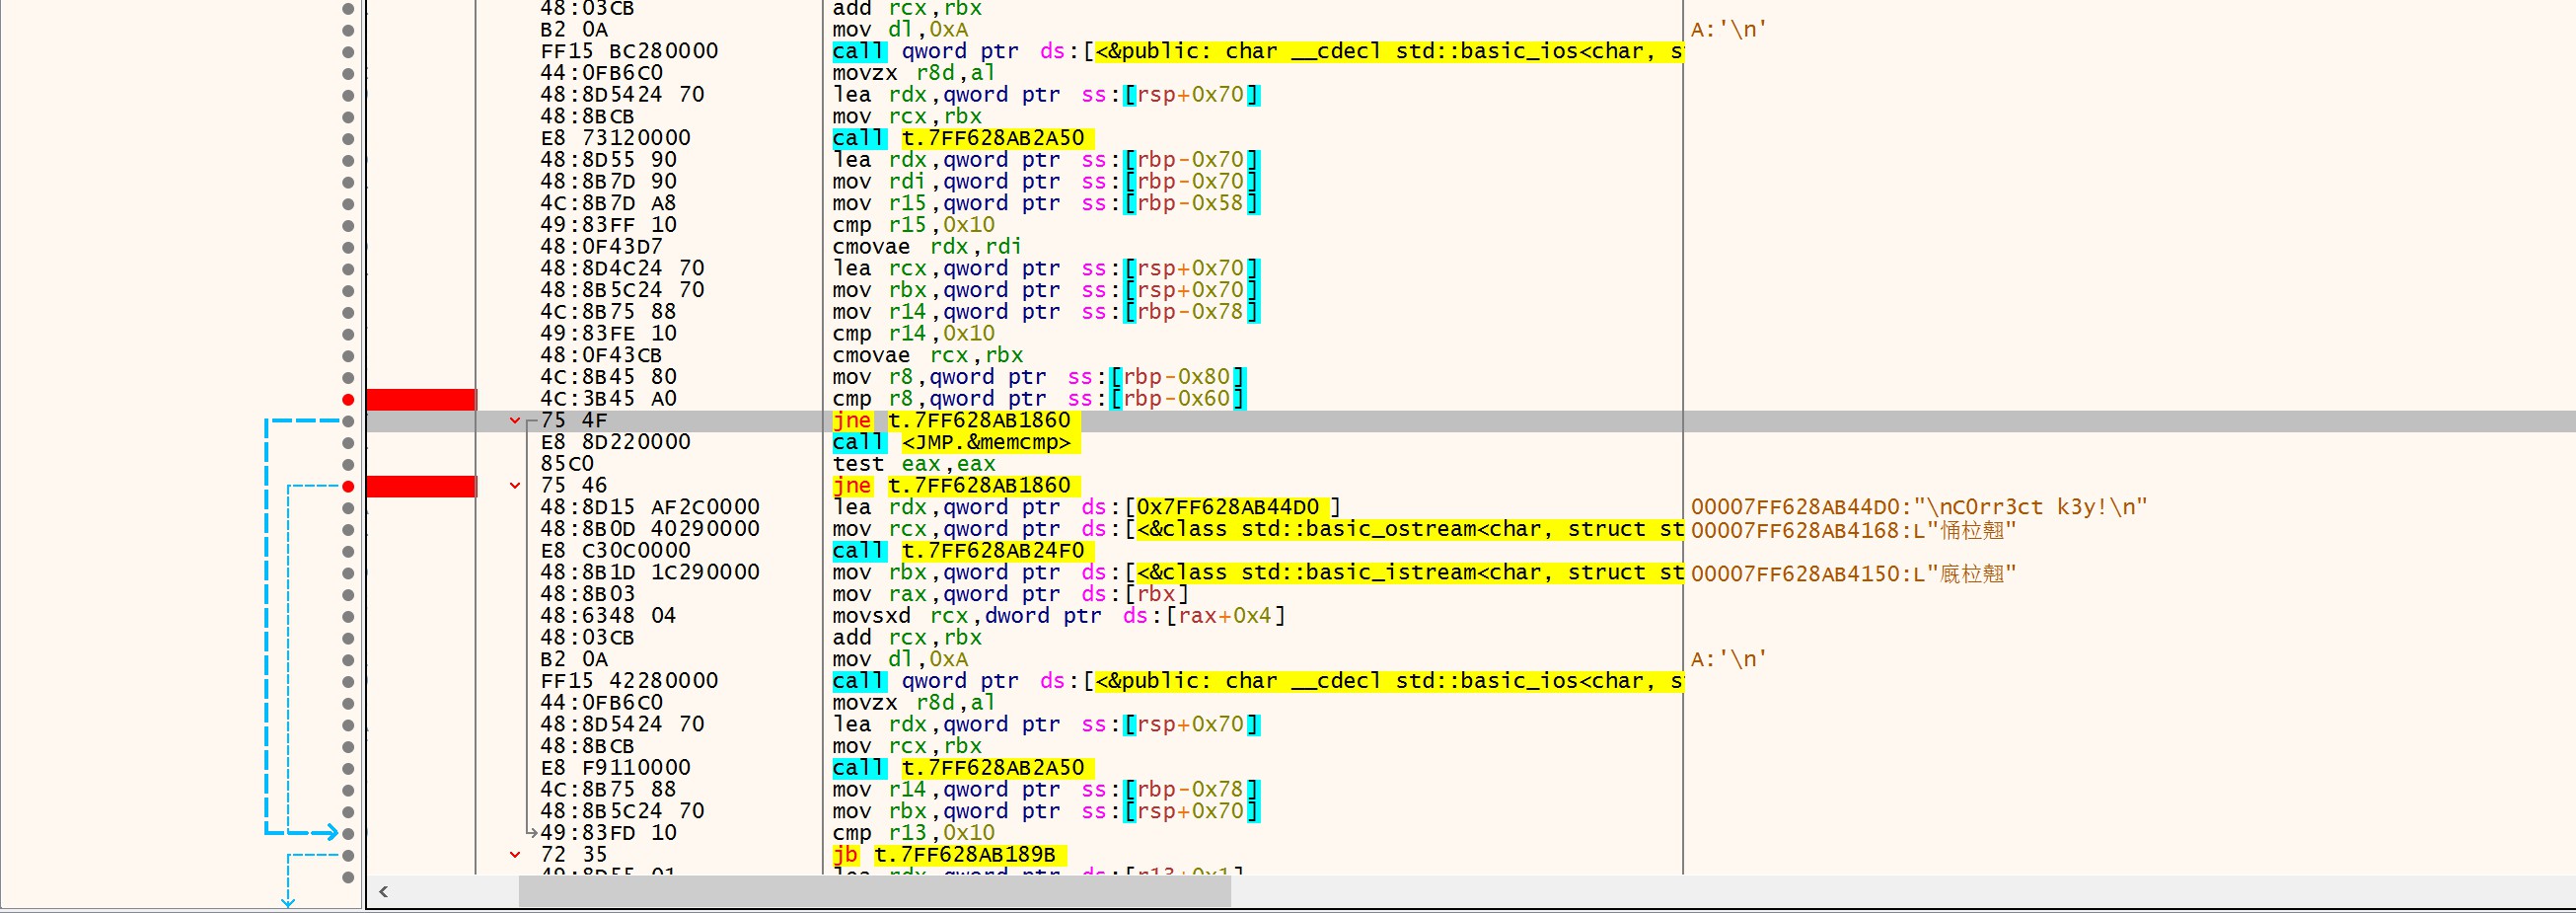 48:03CB add rcx,rbx
B2 0A mov dl,0xA A:'\n'
FF15 BC280000 call qword ptr ds:[<&public: char __cdecl std::basic_ios<char, s
44:0FB6C0 movzx r8d,al
48:8D5424 70 lea rdx,qword ptr ss:[rsp+0x70]
48:8BCB mov rcx,rbx
E8 73120000 call t.7FF628AB2A50
48:8D55 90 lea rdx,qword ptr ss:[rbp-0x70]
48:8B7D 90 mov rdi,qword ptr ss:[rbp-0x70]
4C:8B7D A8 mov r15,qword ptr ss:[rbp-0x58]
49:83FF 10 cmp r15,0x10
48:0F43D7 cmovae rdx,rdi
48:8D4C24 70 lea rcx,qword ptr ss:[rsp+0x70]
48:8B5C24 70 mov rbx,qword ptr ss:[rsp+0x70]
4C:8B75 88 mov r14,qword ptr ss:[rbp-0x78]
49:83FE 10 cmp r14,0x10
48:0F43CB cmovae rcx,rbx
4C:8B45 80 mov r8,qword ptr ss:[rbp-0x80]
4C:3B45 A0 cmp r8,qword ptr ss:[rbp-0x60]
75 4F jne t.7FF628AB1860
E8 8D220000 call <JMP.&memcmp>
85C0 test eax,eax
75 46 jne t.7FF628AB1860
48:8D15 AF2C0000 lea rdx,qword ptr ds:[0x7FF628AB44D0 ] 00007FF628AB44D0:"\nC0rr3ct k3y!\n"
48:8B0D 40290000 mov rcx,qword ptr ds:[<&class std::basic_ostream<char, struct st 00007FF628AB4168:L"
E8 C30C0000 call t.7FF628AB24F0
48:8B1D 1C290000 mov rbx,qword ptr ds:[<&class std::basic_istream<char, struct st 00007FF628AB4150:L"
48:8B03 mov rax,qword ptr ds:[rbx]
48:6348 04 movsxd rcx,dword ptr ds:[rax+0x4]
48:03CB add rcx,rbx
B2 0A mov dl,0xA A:'\n'
FF15 42280000 call qword ptr ds:[<&public: char __cdecl std::basic_ios<char, s
44:0FB6C0 movzx r8d,al
48:8D5424 70 lea rdx,qword ptr ss:[rsp+0x70]
48:8BCB mov rcx,rbx
E8 F9110000 call t.7FF628AB2A50
4C:8B75 88 mov r14,qword ptr ss:[rbp-0x78]
48:8B5C24 70 mov rbx,qword ptr ss:[rsp+0x70]
49:83FD 10 cmp r13,0x10
72 35 jb t.7FF628AB189B